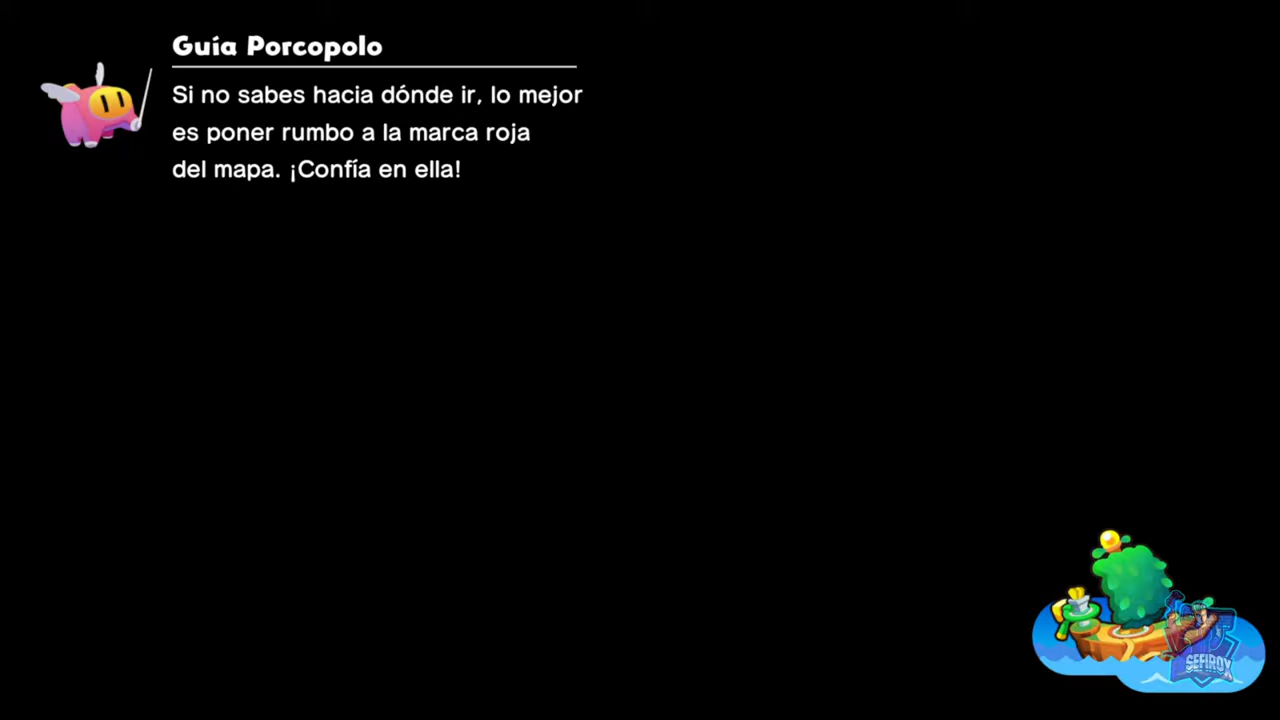 Guía Porcopolo
Si no sabes hacia dónde ir, lo mejor
es poner rumbo a la marca roja
del mapa. ¡Confía en ella!
SEFIROX